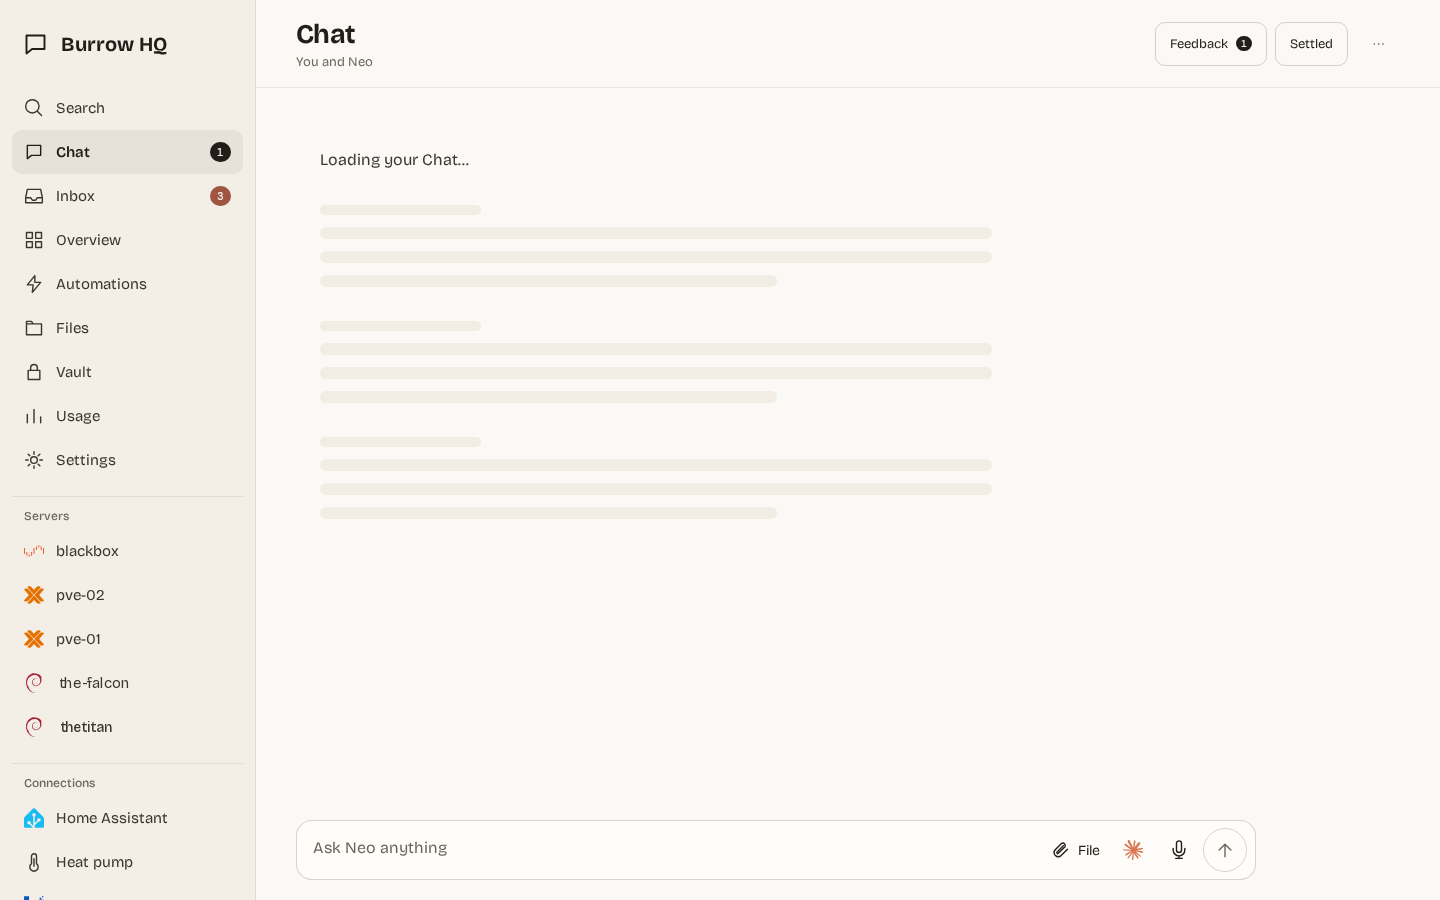 Burrow HQ
Search
Chat 1
Inbox 3
Overview
Automations
Files
Vault
Usage
Settings
Servers
blackbox
pve-02
pve-01
the-falcon
thetitan
Connections
Home Assistant
Heat pump
Chat
You and Neo
Feedback 1
Settled
Loading your Chat...
Ask Neo anything
File